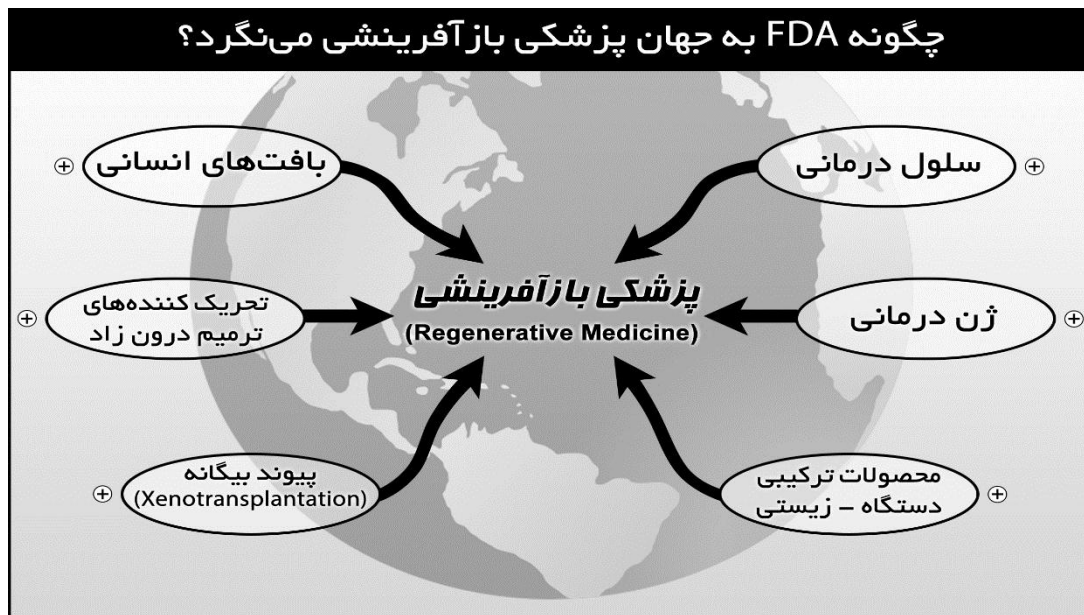 چگونه FDA به جهان پزشکی بازآفرینشی می‌نگرد؟
سلول درمانی
بافت‌های انسانی
پزشکی بازآفرینشی
(Regenerative Medicine)
ژن درمانی
تحریک کننده‌های
ترمیم درون زاد
محصولات ترکیبی
دستگاه – زیستی
پیوند بیگانه
(Xenotransplantation)